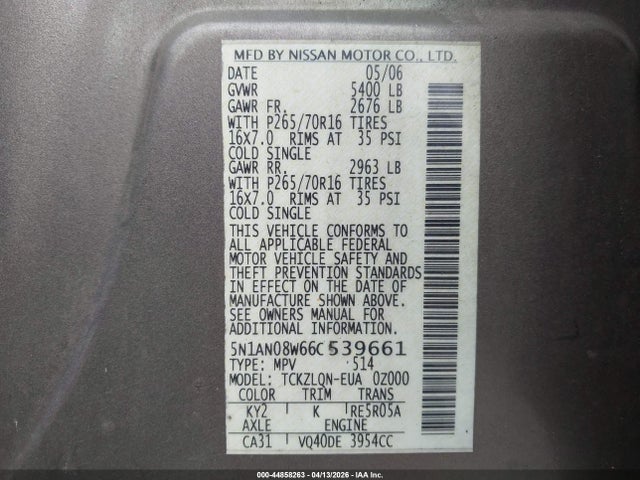 MFD BY NISSAN MOTOR CO., LTD.
DATE 05/06
GVWR 5400 LB
GAWR FR. 2676 LB
WITH P265/70R16 TIRES
16X7.0 RIMS AT 35 PSI
COLD SINGLE
GAWR RR. 2963 LB
WITH P265/70R16 TIRES
16X7.0 RIMS AT 35 PSI
COLD SINGLE
THIS VEHICLE CONFORMS TO
ALL APPLICABLE FEDERAL
MOTOR VEHICLE SAFETY AND
THEFT PREVENTION STANDARDS
IN EFFECT ON THE DATE OF
MANUFACTURE SHOWN ABOVE.
SEE OWNERS MANUAL FOR
ADDITIONAL INFORMATION.
5N1AN08W66C539661
TYPE: MPV 514
MODEL: TCKZLQN-EUA 0Z000
COLOR TRIM TRANS
KY2 K RE5R05A
AXLE ENGINE
CA31 VQ40DE 3954CC
000-44858263 - 04/13/2026 - IAA Inc.